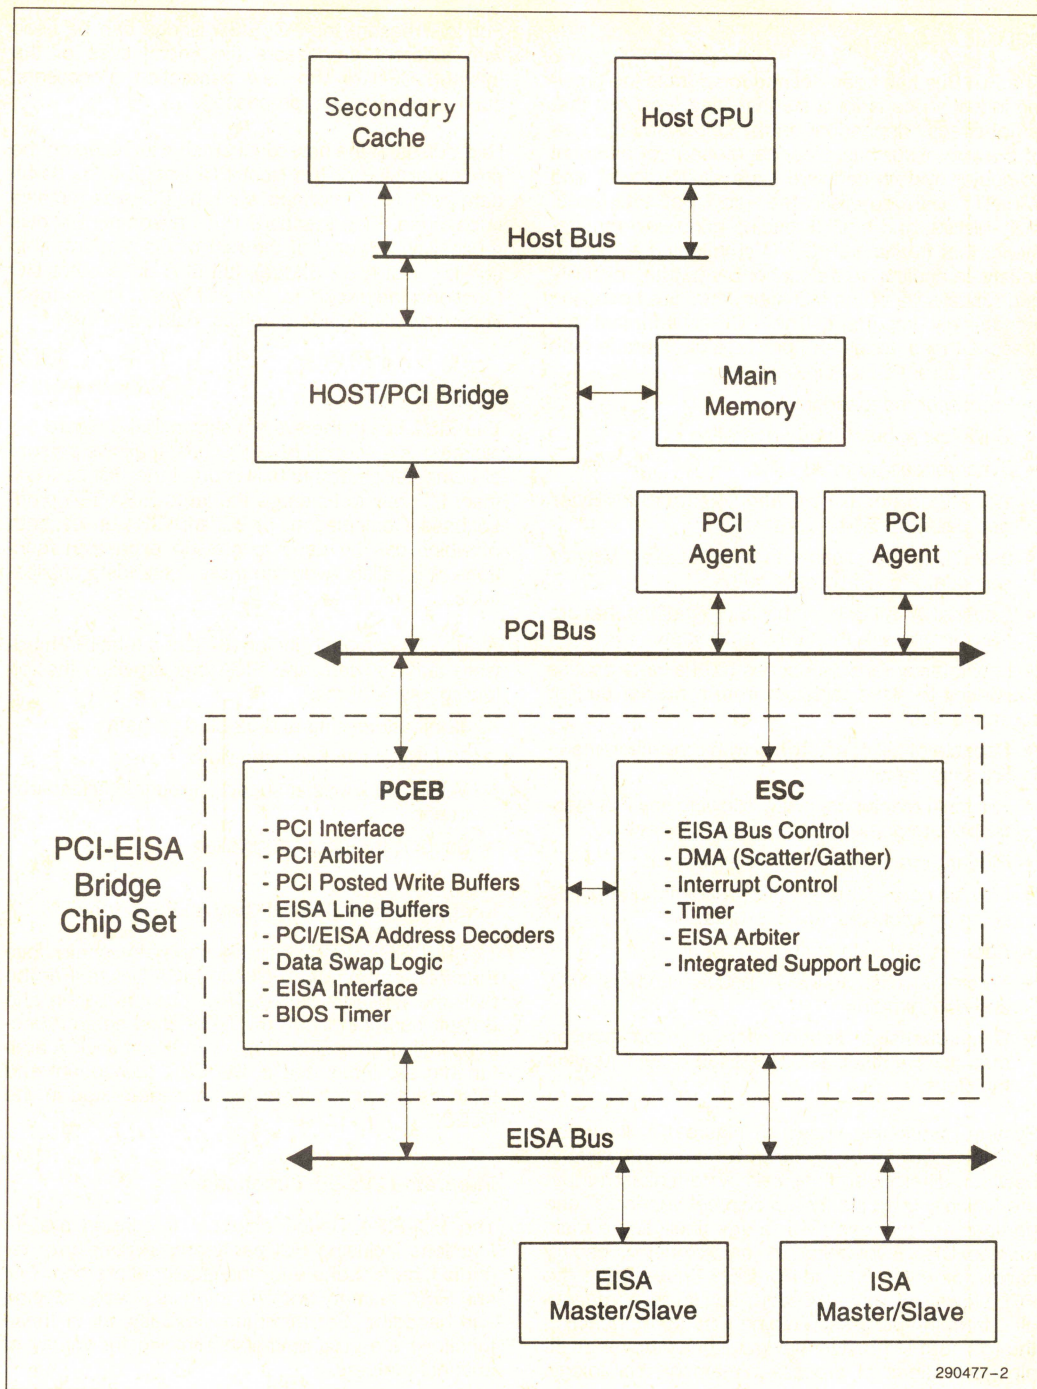 Secondary
Cache
Host CPU
Host Bus
HOST/PCI Bridge
Main
Memory
PCI
Agent
PCI
Agent
PCI Bus
PCI-EISA
Bridge
Chip Set
PCEB
- PCI Interface
- PCI Arbiter
- PCI Posted Write Buffers
- EISA Line Buffers
- PCI/EISA Address Decoders
- Data Swap Logic
- EISA Interface
- BIOS Timer
ESC
- EISA Bus Control
- DMA (Scatter/Gather)
- Interrupt Control
- Timer
- EISA Arbiter
- Integrated Support Logic
EISA Bus
EISA
Master/Slave
ISA
Master/Slave
290477-2